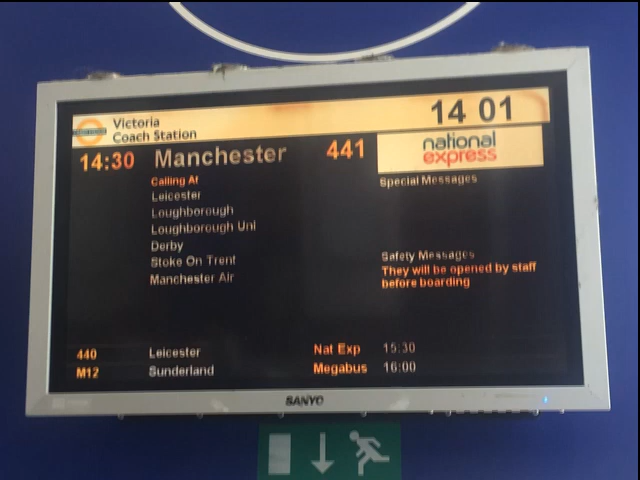 Victoria
Coach Station
14 01
14:30 Manchester 441
national
express
Calling At
Leicester
Loughborough
Loughborough Uni
Derby
Stoke On Trent
Manchester Air
Special Messages
Safety Messages
They will be opened by staff
before boarding
440 Leicester Nat Exp 15:30
M12 Sunderland Megabus 16:00
SANYO